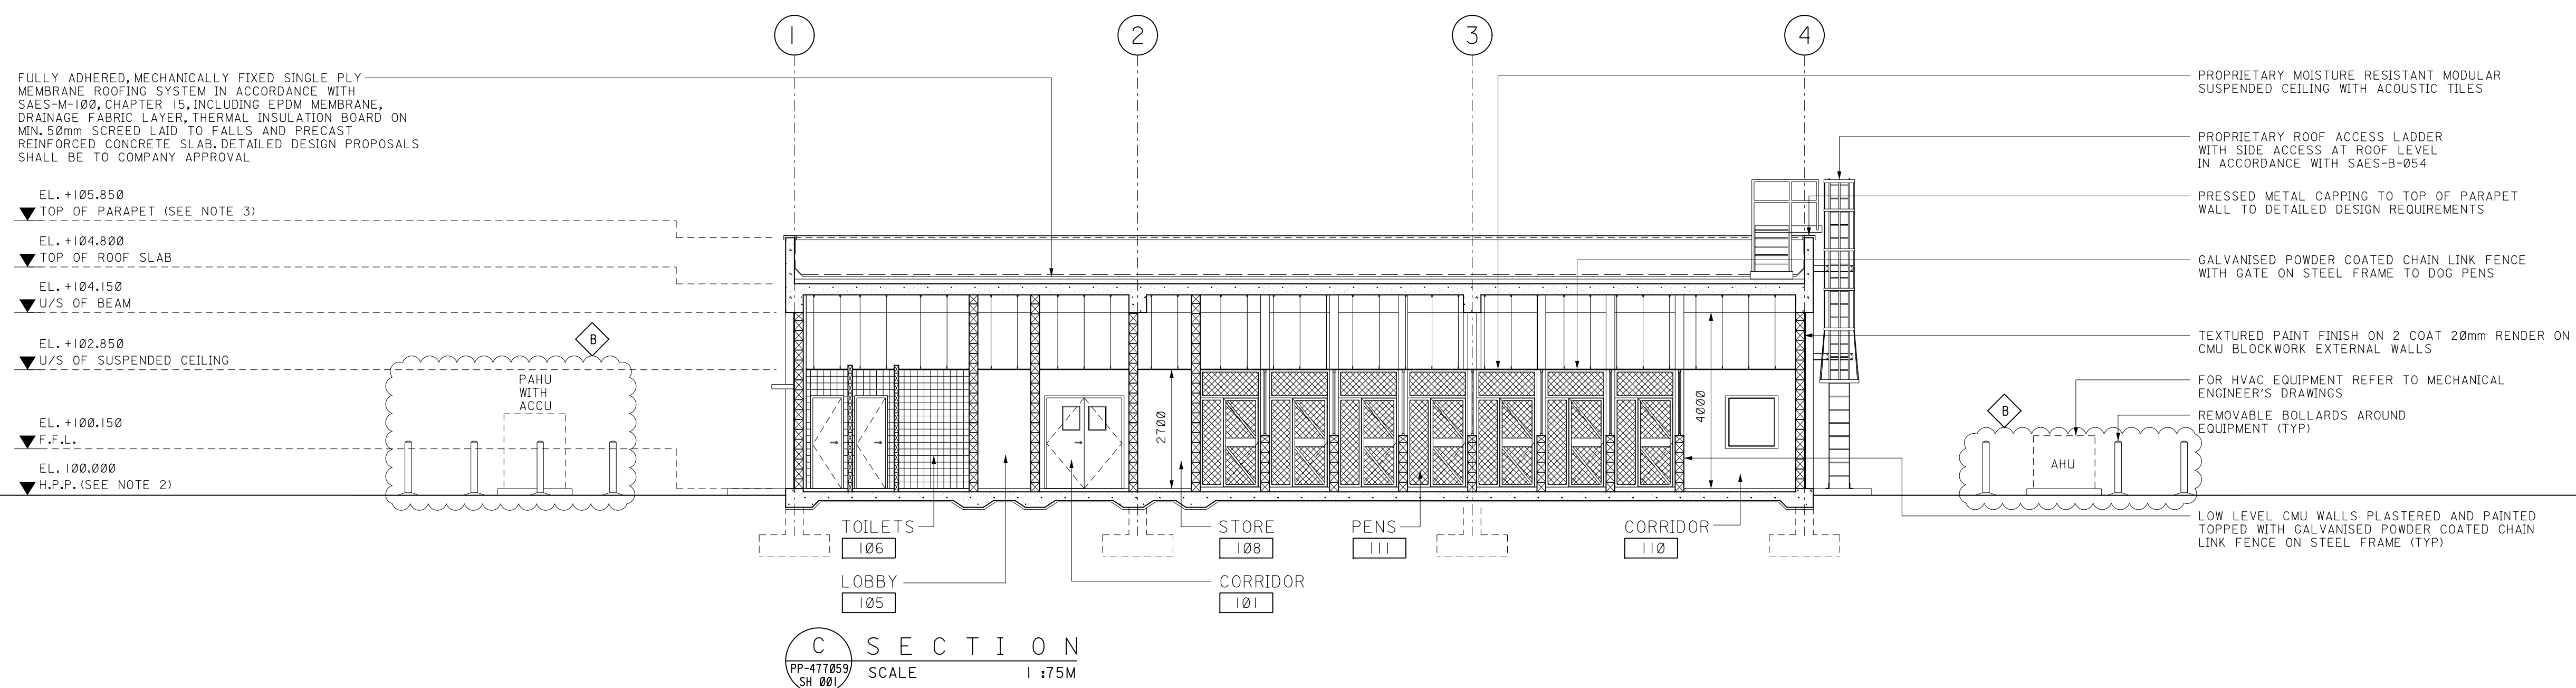 1
2
3
4
FULLY ADHERED, MECHANICALLY FIXED SINGLE PLY
MEMBRANE ROOFING SYSTEM IN ACCORDANCE WITH
SAES-M-100, CHAPTER 15, INCLUDING EPDM MEMBRANE,
DRAINAGE FABRIC LAYER, THERMAL INSULATION BOARD ON
MIN. 50mm SCREED LAID TO FALLS AND PRECAST
REINFORCED CONCRETE SLAB. DETAILED DESIGN PROPOSALS
SHALL BE TO COMPANY APPROVAL
EL. +105.850
TOP OF PARAPET (SEE NOTE 3)
EL. +104.800
TOP OF ROOF SLAB
EL. +104.150
U/S OF BEAM
EL. +102.850
U/S OF SUSPENDED CEILING
EL. +100.150
F.F.L.
EL. 100.000
H.P.P. (SEE NOTE 2)
B
PAHU
WITH
ACCU
2700
4000
B
AHU
PROPRIETARY MOISTURE RESISTANT MODULAR
SUSPENDED CEILING WITH ACOUSTIC TILES
PROPRIETARY ROOF ACCESS LADDER
WITH SIDE ACCESS AT ROOF LEVEL
IN ACCORDANCE WITH SAES-B-054
PRESSED METAL CAPPING TO TOP OF PARAPET
WALL TO DETAILED DESIGN REQUIREMENTS
GALVANISED POWDER COATED CHAIN LINK FENCE
WITH GATE ON STEEL FRAME TO DOG PENS
TEXTURED PAINT FINISH ON 2 COAT 20mm RENDER ON
CMU BLOCKWORK EXTERNAL WALLS
FOR HVAC EQUIPMENT REFER TO MECHANICAL
ENGINEER'S DRAWINGS
REMOVABLE BOLLARDS AROUND
EQUIPMENT (TYP)
LOW LEVEL CMU WALLS PLASTERED AND PAINTED
TOPPED WITH GALVANISED POWDER COATED CHAIN
LINK FENCE ON STEEL FRAME (TYP)
TOILETS
106
STORE
108
PENS
111
CORRIDOR
110
LOBBY
105
CORRIDOR
101
C
PP-477059
SH 001
SECTION
SCALE 1:75M